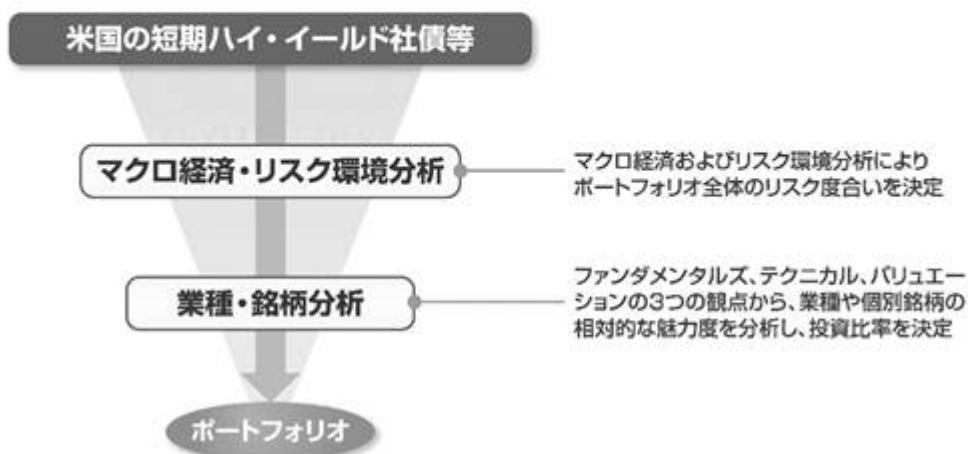 米国の短期ハイ・イールド社債等
マクロ経済・リスク環境分析
マクロ経済およびリスク環境分析により
ポートフォリオ全体のリスク度合いを決定
業種・銘柄分析
ファンダメンタルズ、テクニカル、バリュエー
ションの3つの観点から、業種や個別銘柄の
相対的な魅力度を分析し、投資比率を決定
ポートフォリオ